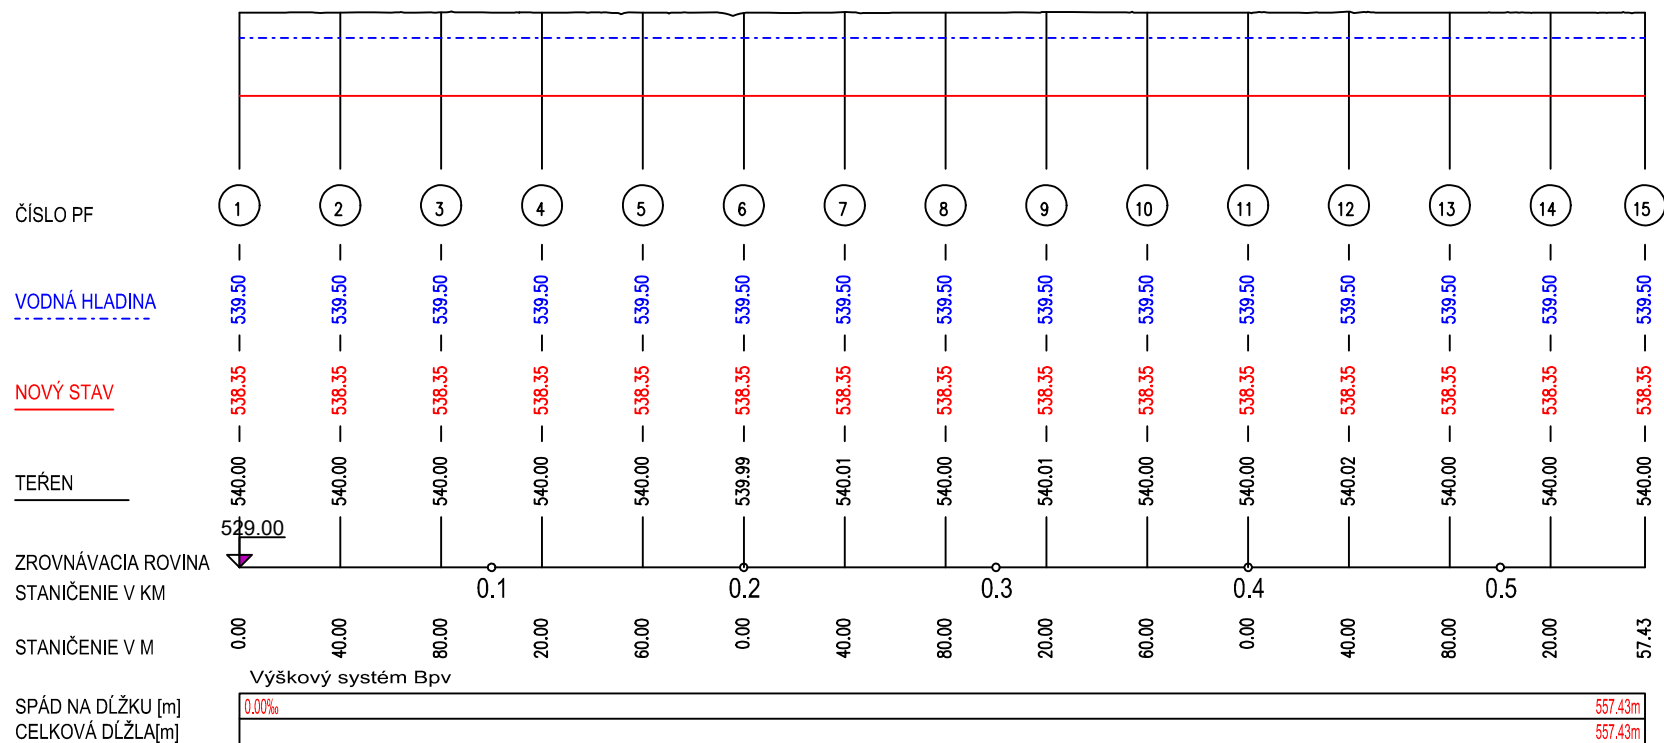 ČÍSLO PF 1 2 3 4 5 6 7 8 9 10 11 12 13 14 15
VODNÁ HLADINA 539.50 539.50 539.50 539.50 539.50 539.50 539.50 539.50 539.50 539.50 539.50 539.50 539.50 539.50 539.50
NOVÝ STAV 538.35 538.35 538.35 538.35 538.35 538.35 538.35 538.35 538.35 538.35 538.35 538.35 538.35 538.35 538.35
TEŔEN 540.00 540.00 540.00 540.00 540.00 539.99 540.01 540.00 540.01 540.00 540.00 540.02 540.00 540.00 540.00
529.00
ZROVNÁVACIA ROVINA
STANIČENIE V KM 0.1 0.2 0.3 0.4 0.5
STANIČENIE V M 0.00 40.00 80.00 20.00 60.00 0.00 40.00 80.00 20.00 60.00 0.00 40.00 80.00 20.00 57.43
Výškový systém Bpv
SPÁD NA DĹŽKU [m] 0.00‰ 557.43m
CELKOVÁ DĹŽLA[m] 557.43m